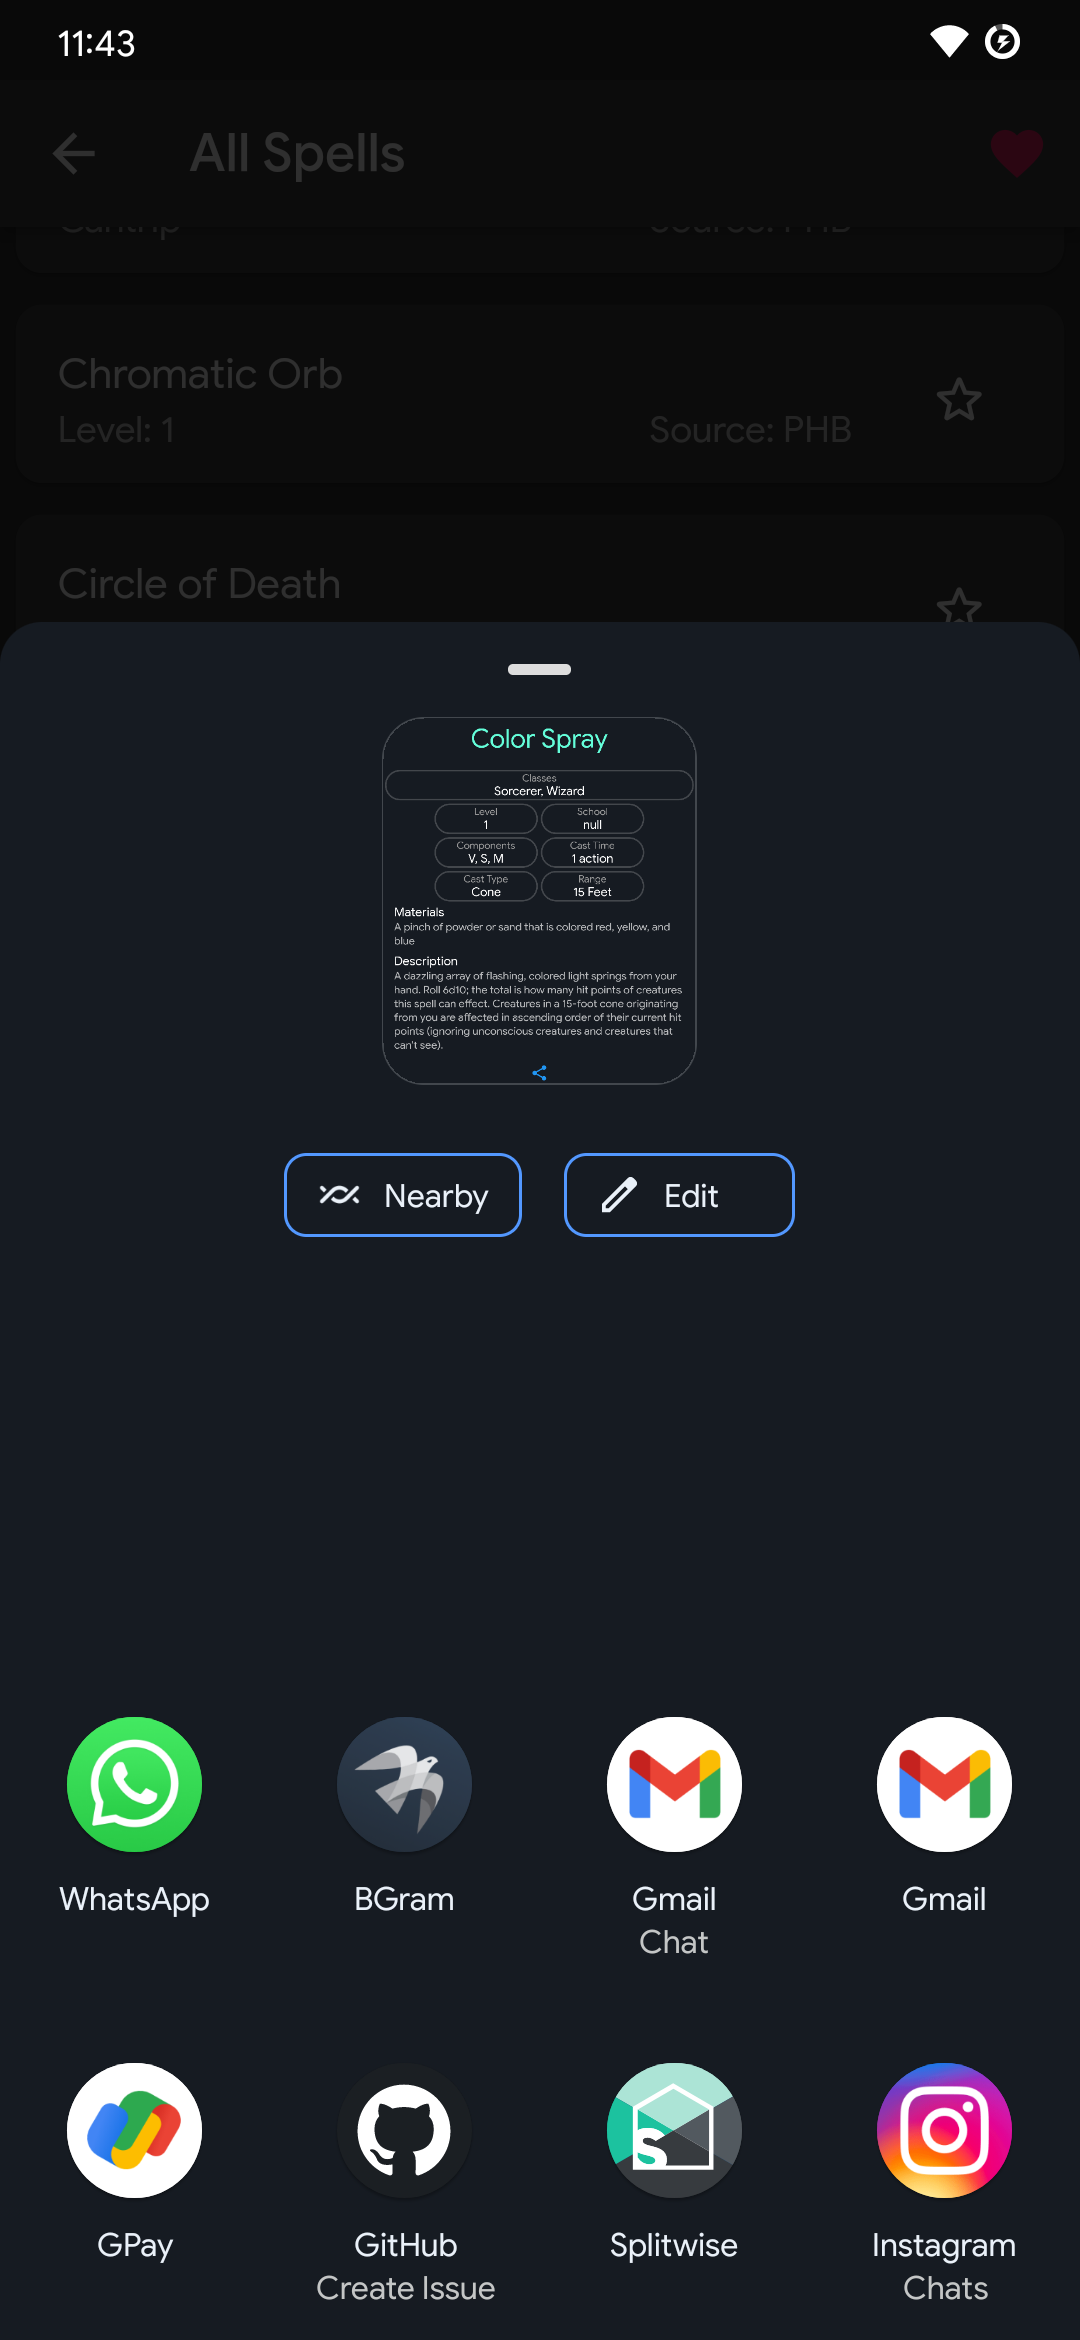 11:43
All Spells
Cantrip
Source: PHB
Chromatic Orb
Level: 1
Source: PHB
Circle of Death
Color Spray
Classes
Sorcerer, Wizard
Level
1
School
null
Components
V, S, M
Cast Time
1 action
Cast Type
Cone
Range
15 Feet
Materials
A pinch of powder or sand that is colored red, yellow, and
blue
Description
A dazzling array of flashing, colored light springs from your
hand. Roll 6d10; the total is how many hit points of creatures
this spell can effect. Creatures in a 15-foot cone originating
from you are affected in ascending order of their current hit
points (ignoring unconscious creatures and creatures that
can't see).
Nearby
Edit
WhatsApp
BGram
Gmail
Chat
Gmail
GPay
GitHub
Create Issue
Splitwise
Instagram
Chats